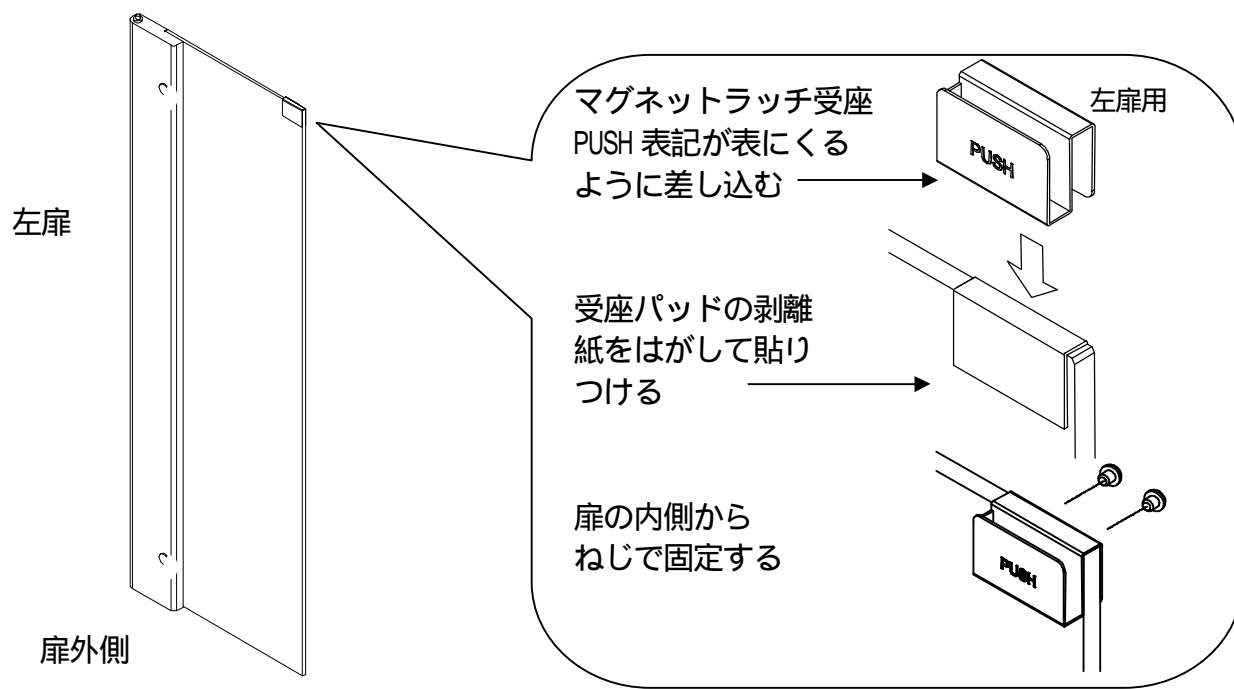 マグネットラッチ受座
PUSH 表記が表にくる
ように差し込む
左扉用
PUSH
左扉
受座パッドの剥離
紙をはがして貼り
つける
扉の内側から
ねじで固定する
PUSH
扉外側